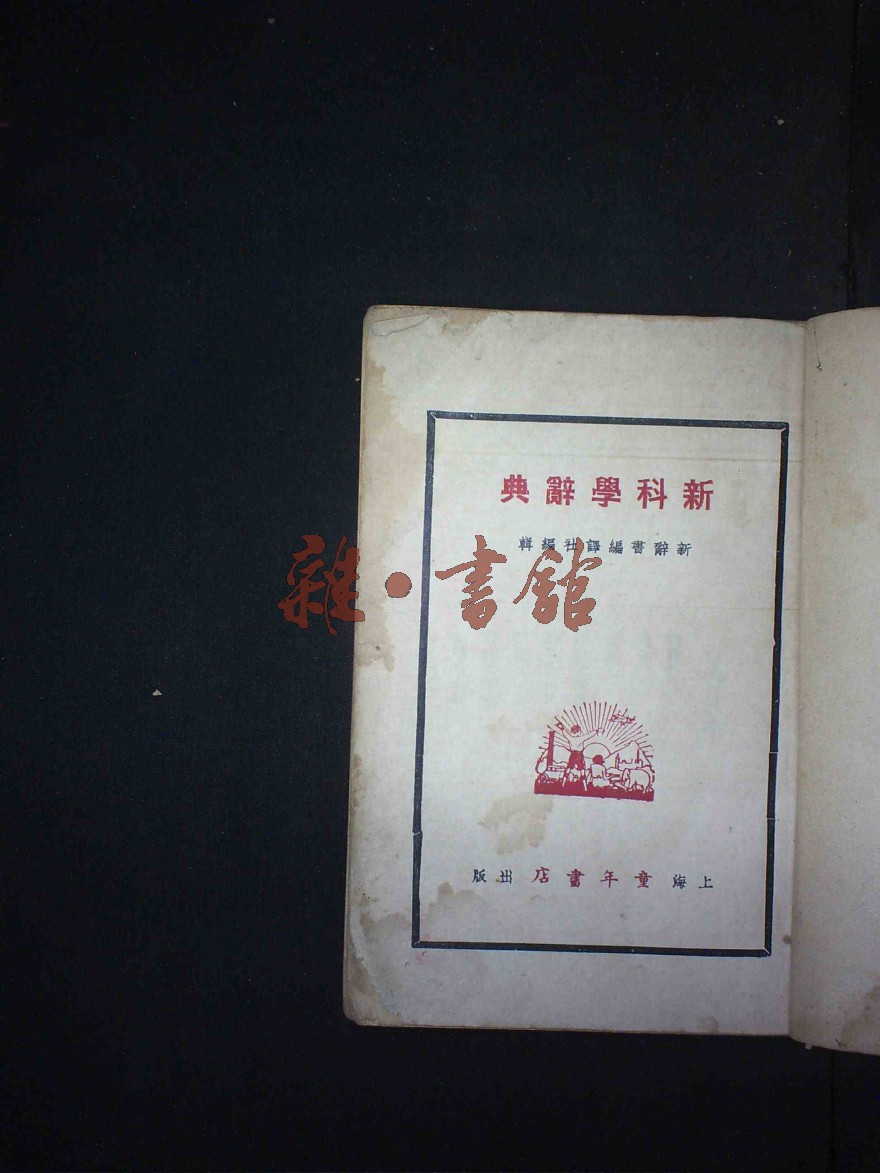 新科學辭典
新辭書編譯社編輯
雜·書館
上海童年書店出版